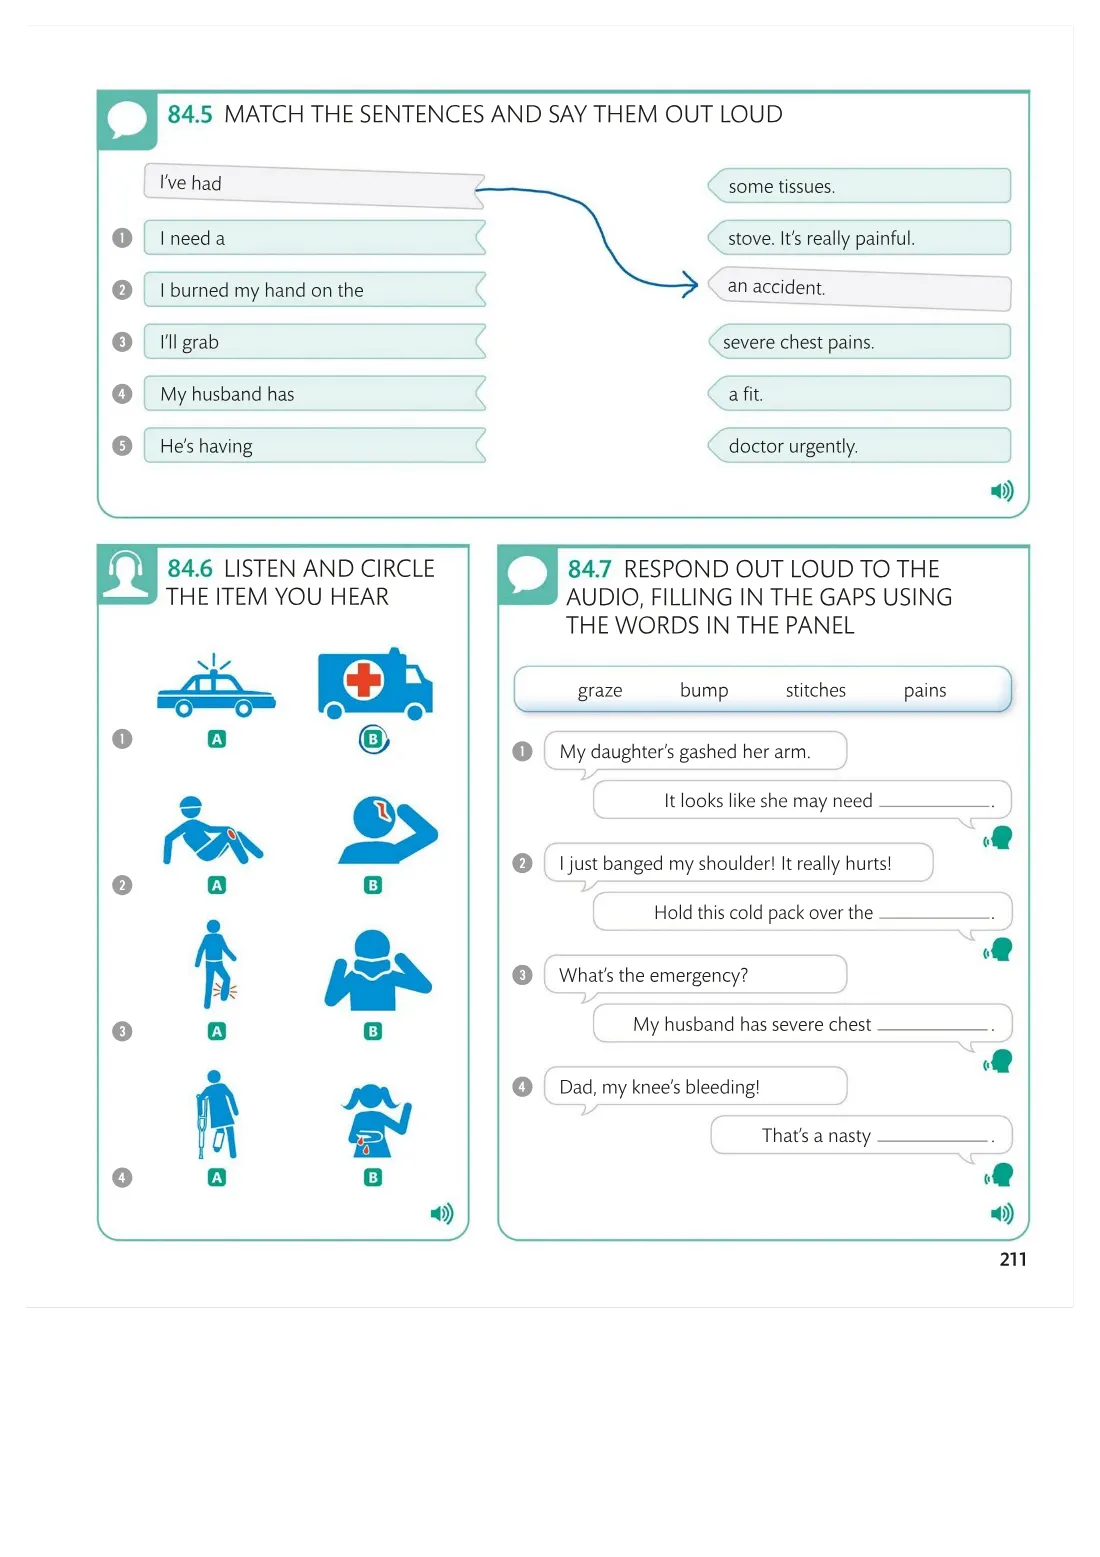 84.5 MATCH THE SENTENCES AND SAY THEM OUT LOUD
I've had
some tissues.
1 I need a
stove. It's really painful.
2 I burned my hand on the
an accident.
3 I'll grab
severe chest pains.
4 My husband has
a fit.
5 He's having
doctor urgently.
84.6 LISTEN AND CIRCLE
THE ITEM YOU HEAR
1 A B
2 A B
3 A B
4 A B
84.7 RESPOND OUT LOUD TO THE
AUDIO, FILLING IN THE GAPS USING
THE WORDS IN THE PANEL
graze bump stitches pains
1 My daughter's gashed her arm.
It looks like she may need ____________.
2 I just banged my shoulder! It really hurts!
Hold this cold pack over the ____________.
3 What's the emergency?
My husband has severe chest ____________.
4 Dad, my knee's bleeding!
That's a nasty ____________.
211